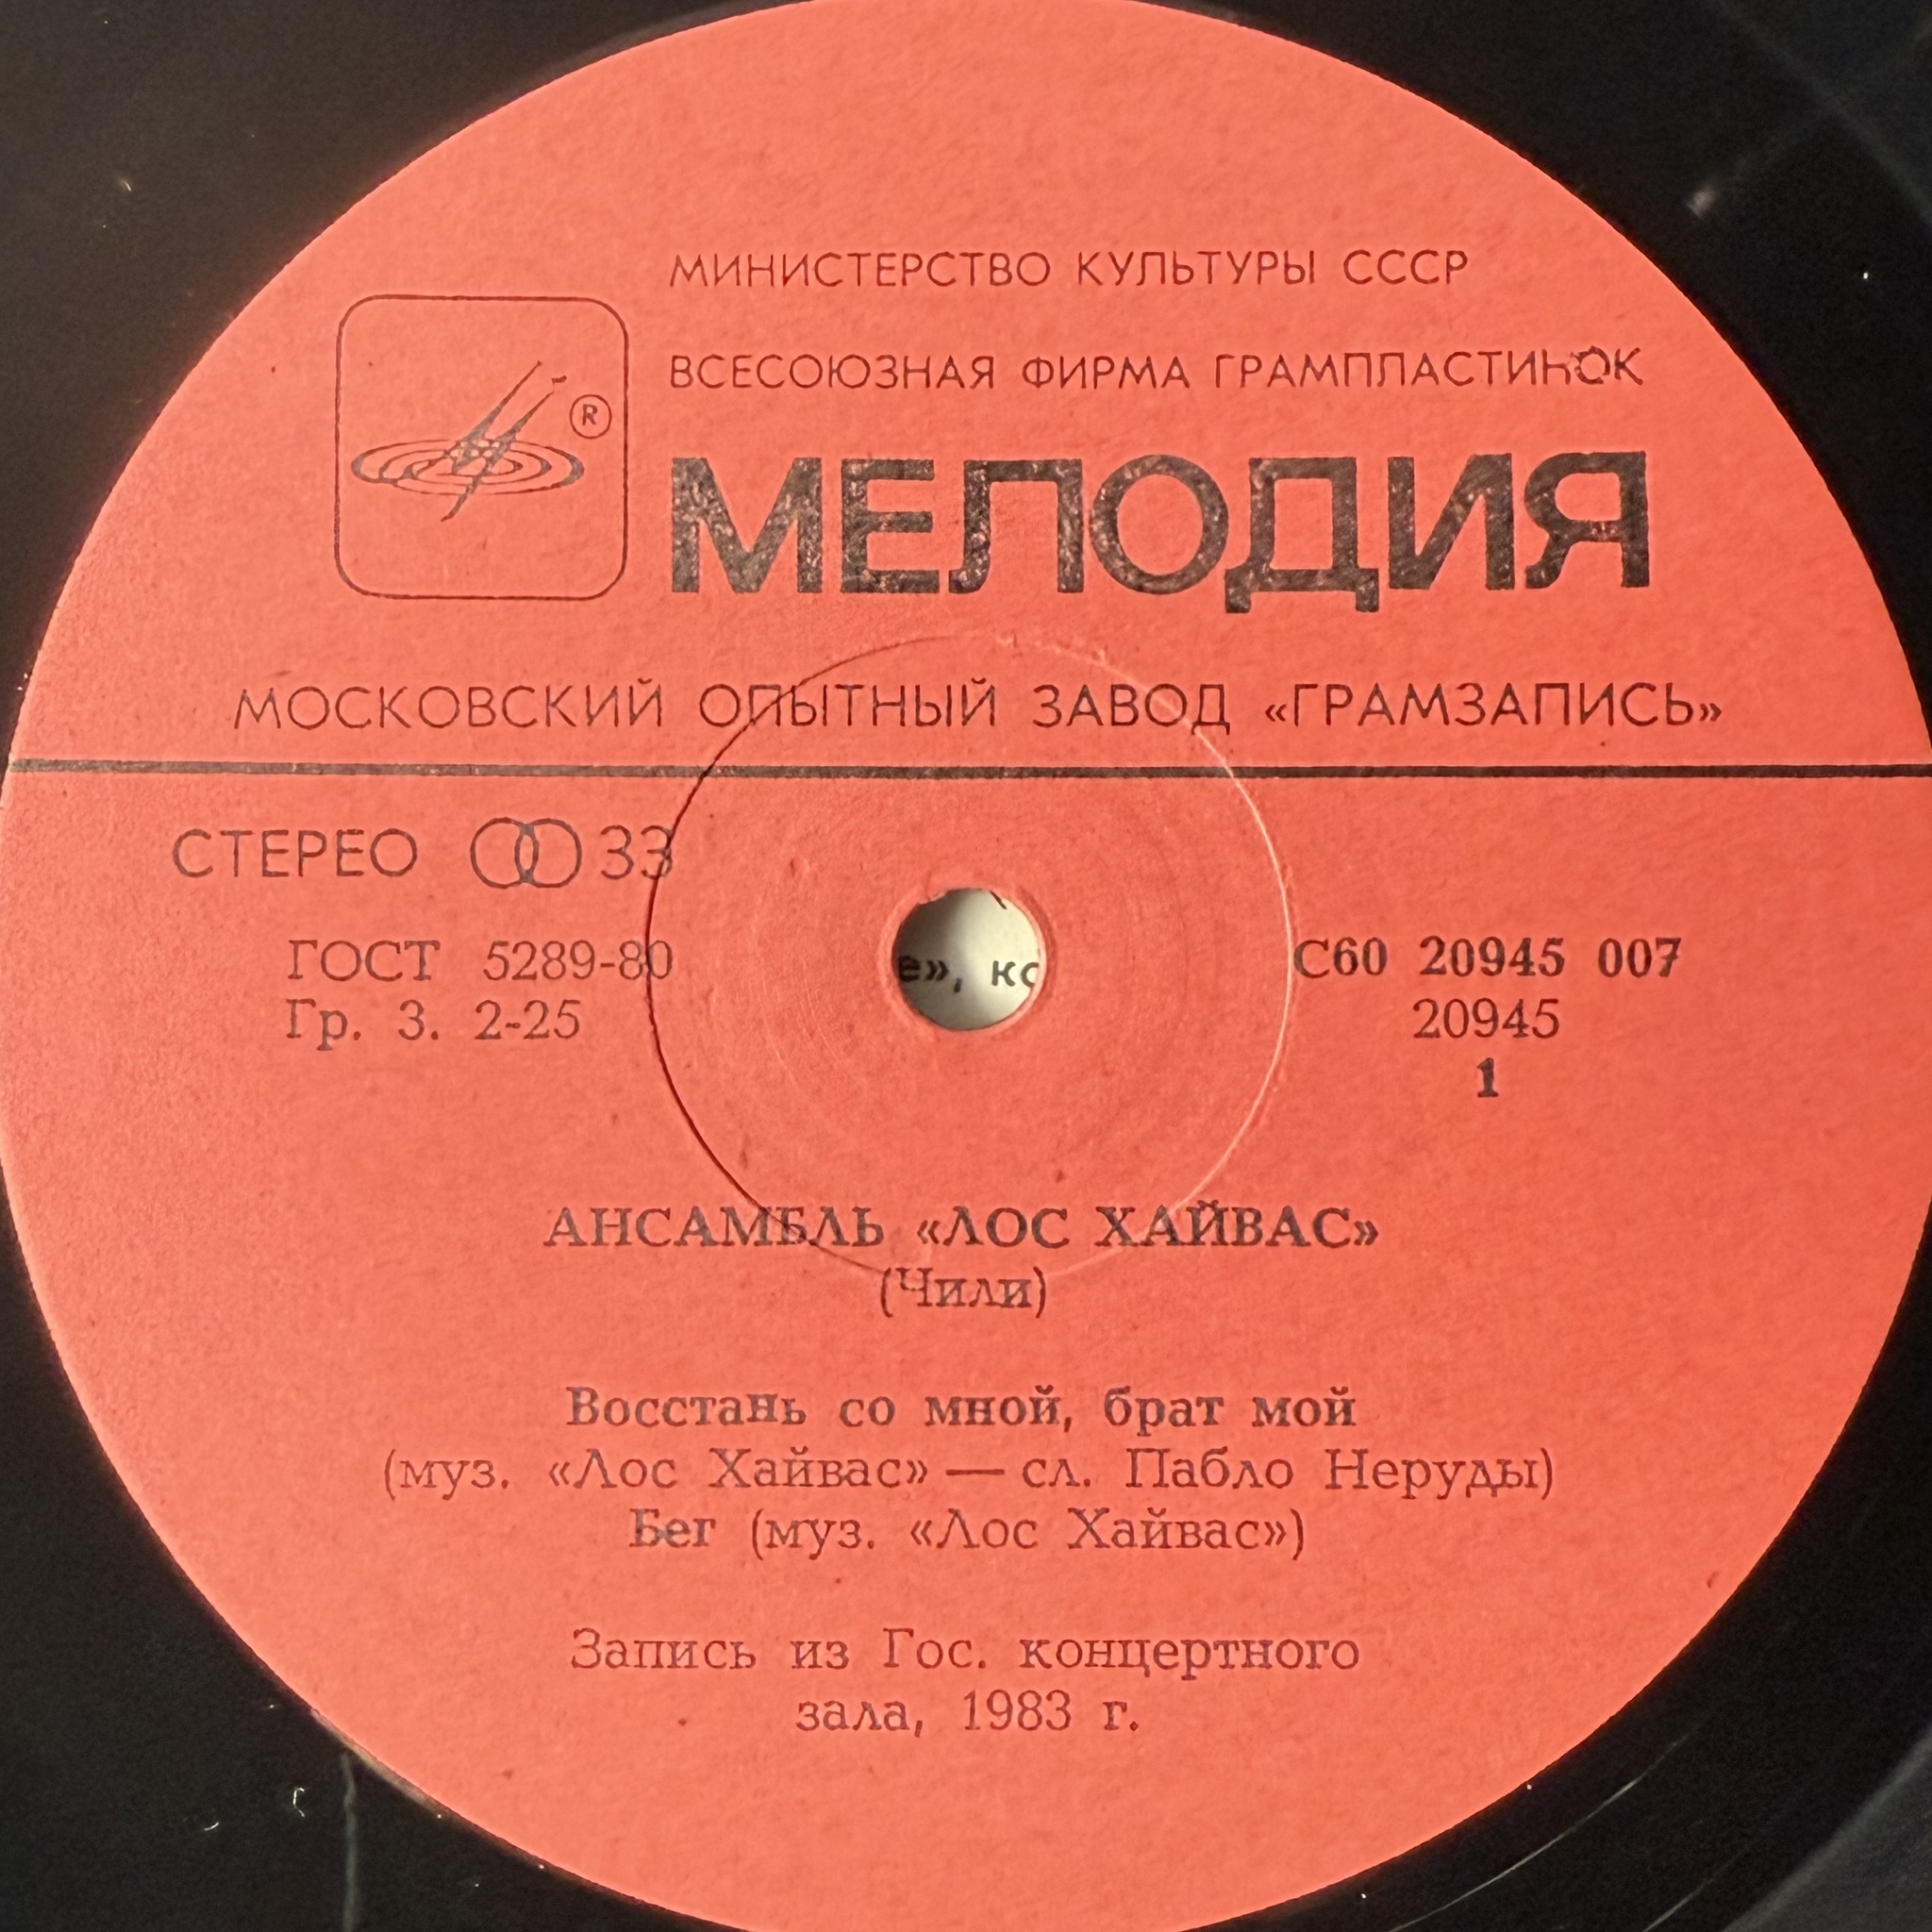 МИНИСТЕРСТВО КУЛЬТУРЫ СССР
ВСЕСОЮЗНАЯ ФИРМА ГРАМПЛАСТИНОК
®
МЕЛОДИЯ
МОСКОВСКИЙ ОПЫТНЫЙ ЗАВОД «ГРАМЗАПИСЬ»
СТЕРЕО 33
ГОСТ 5289-80
Гр. 3. 2-25
е», ко
С60 20945 007
20945
1
АНСАМБЛЬ «ЛОС ХАЙВАС»
(Чили)
Восстань со мной, брат мой
(муз. «Лос Хайвас» — сл. Пабло Неруды)
Бег (муз. «Лос Хайвас»)
Запись из Гос. концертного
зала, 1983 г.